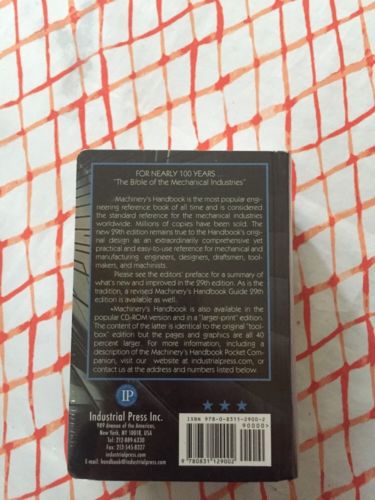 FOR NEARLY 100 YEARS . . .
"The Bible of the Mechanical Industries"
Machinery's Handbook is the most popular engi-
neering reference book of all time and is considered
the standard reference for the mechanical industries
worldwide. Millions of copies have been sold. The
new 29th edition remains true to the Handbook's orig-
inal design as an extraordinarily comprehensive yet
practical and easy-to-use reference for mechanical and
manufacturing engineers, designers, draftsmen, tool-
makers, and machinists.
Please see the editors' preface for a summary of
what's new and improved in the 29th edition. As is the
tradition, a revised Machinery's Handbook Guide 29th
edition is available as well.
•Machinery's Handbook is also available in the
popular CD-ROM version and in a "larger-print" edition.
The content of the latter is identical to the original "tool-
box" edition but the pages and graphics are all 40
percent larger. For more information, including a
description of the Machinery's Handbook Pocket Com-
panion, visit our website at
industrialpress.com, or
contact us at the address and numbers listed below.
IP
Industrial Press Inc.
989 Avenue of the Americas,
New York, NY 10018, USA
Tel: 212-889-6330
Fax: 212-545-8327
E-mail: handbook@industrialpress.com
ISBN 978-0-8311-2900-2
90000>
9 780831 129002